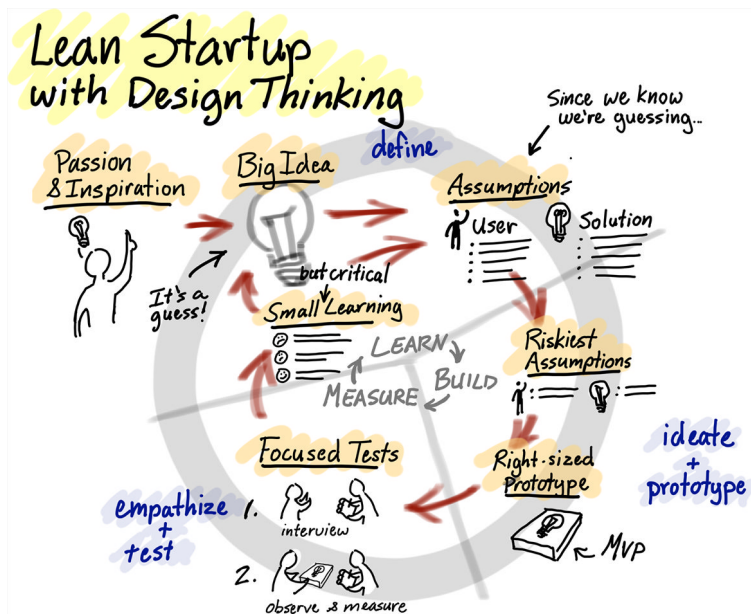 Lean Startup
with Design Thinking
Since we know
we're guessing...
define
Passion
& Inspiration
Big Idea
Assumptions
User
Solution
It's a
guess!
but critical
Small Learning
LEARN
BUILD
MEASURE
Riskiest
Assumptions
Focused Tests
Right-sized
Prototype
ideate
+
prototype
empathize
+
test
1.
interview
2.
observe & measure
MVP